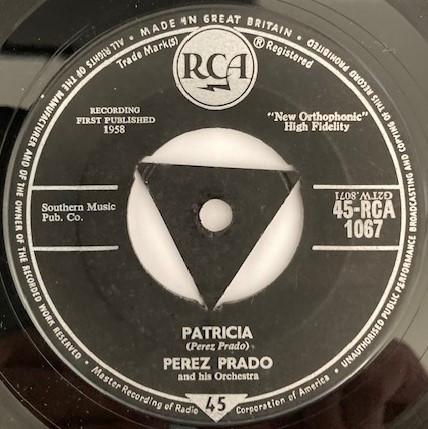 MADE IN GREAT BRITAIN • ALL RIGHTS OF THE MANUFACTURER AND OF THE OWNER OF THE RECORDED WORK RESERVED • UNAUTHORISED PUBLIC PERFORMANCE BROADCASTING AND COPYING OF THIS RECORD PROHIBITED •
Trade Mark(s) ® Registered
RCA
RECORDING
FIRST PUBLISHED
1958
"New Orthophonic"
High Fidelity
Southern Music
Pub. Co.
G2TW.8071
45-RCA
1067
PATRICIA
(Perez Prado)
PEREZ PRADO
and his Orchestra
Master Recording of Radio Corporation of America •
45